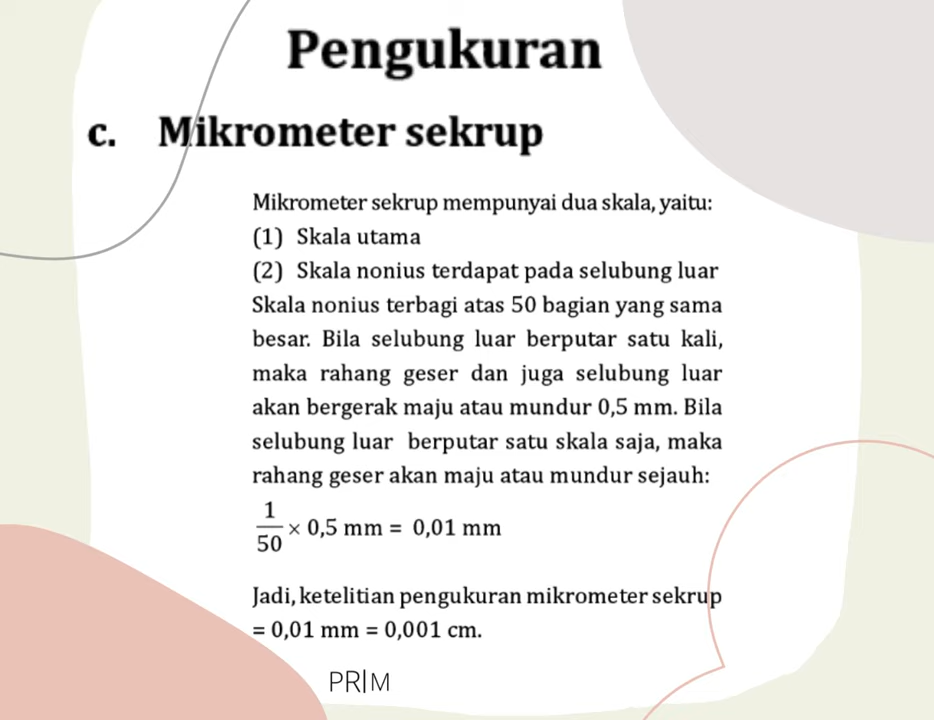 Pengukuran
c. Mikrometer sekrup
Mikrometer sekrup mempunyai dua skala, yaitu:
(1) Skala utama
(2) Skala nonius terdapat pada selubung luar
Skala nonius terbagi atas 50 bagian yang sama
besar. Bila selubung luar berputar satu kali,
maka rahang geser dan juga selubung luar
akan bergerak maju atau mundur 0,5 mm. Bila
selubung luar berputar satu skala saja, maka
rahang geser akan maju atau mundur sejauh:
1/50 × 0,5 mm = 0,01 mm
Jadi, ketelitian pengukuran mikrometer sekrup
= 0,01 mm = 0,001 cm.
PRIM